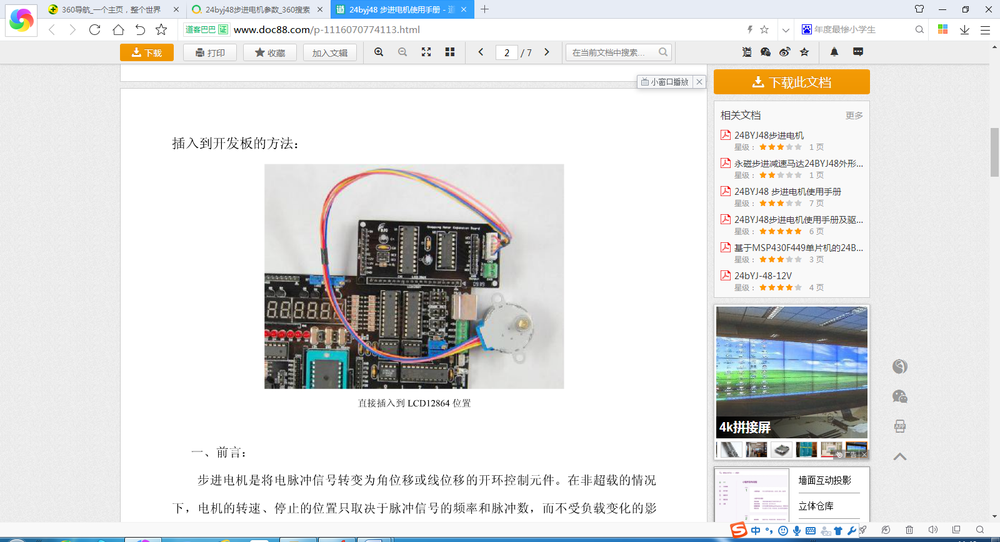 360导航_一个主页，整个世界
24byj48步进电机参数_360搜索
24byj48 步进电机使用手册 - 道
道客巴巴 证 www.doc88.com/p-1116070774113.html
年度最惨小学生
下载
打印
收藏
加入文辑
2 / 7
在当前文档中搜索...
小窗口播放
插入到开发板的方法：
Stepping Motor Expansion Board
直接插入到 LCD12864 位置
一、前言：
步进电机是将电脉冲信号转变为角位移或线位移的开环控制元件。在非超载的情况
下，电机的转速、停止的位置只取决于脉冲信号的频率和脉冲数，而不受负载变化的影
下载此文档
相关文档 更多
24BYJ48步进电机
星级： 1 页
永磁步进减速马达24BYJ48外形...
星级： 1 页
24BYJ48 步进电机使用手册
星级： 7 页
24BYJ48步进电机使用手册及驱...
星级： 6 页
基于MSP430F449单片机的24B...
星级： 3 页
24bYJ-48-12V
星级： 4 页
4k拼接屏
广告
墙面互动投影
立体仓库
APP
中